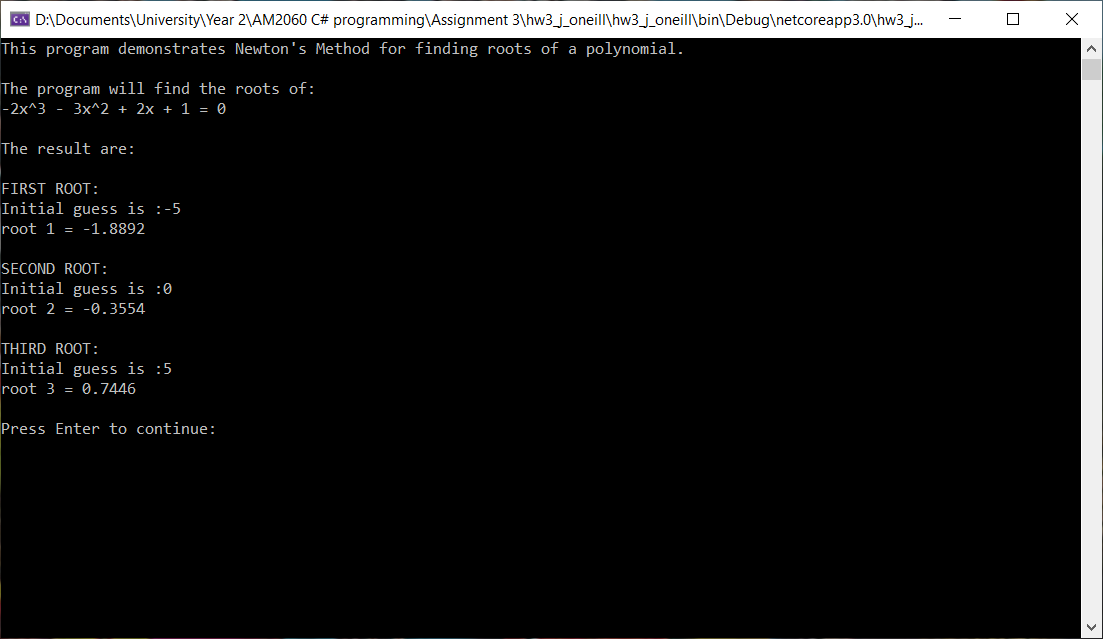 D:\Documents\University\Year 2\AM2060 C# programming\Assignment 3\hw3_j_oneill\hw3_j_oneill\bin\Debug\netcoreapp3.0\hw3_j...
This program demonstrates Newton's Method for finding roots of a polynomial.
The program will find the roots of:
-2x^3 - 3x^2 + 2x + 1 = 0
The result are:
FIRST ROOT:
Initial guess is :-5
root 1 = -1.8892
SECOND ROOT:
Initial guess is :0
root 2 = -0.3554
THIRD ROOT:
Initial guess is :5
root 3 = 0.7446
Press Enter to continue: